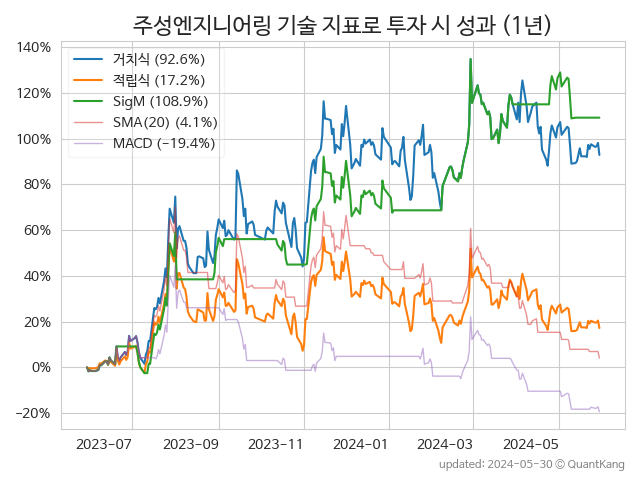 주성엔지니어링 기술 지표로 투자 시 성과 (1년)
140%
120%
100%
80%
60%
40%
20%
0%
−20%
거치식 (92.6%)
적립식 (17.2%)
SigM (108.9%)
SMA(20) (4.1%)
MACD (−19.4%)
2023-07
2023-09
2023-11
2024-01
2024-03
2024-05
updated: 2024-05-30 © QuantKang